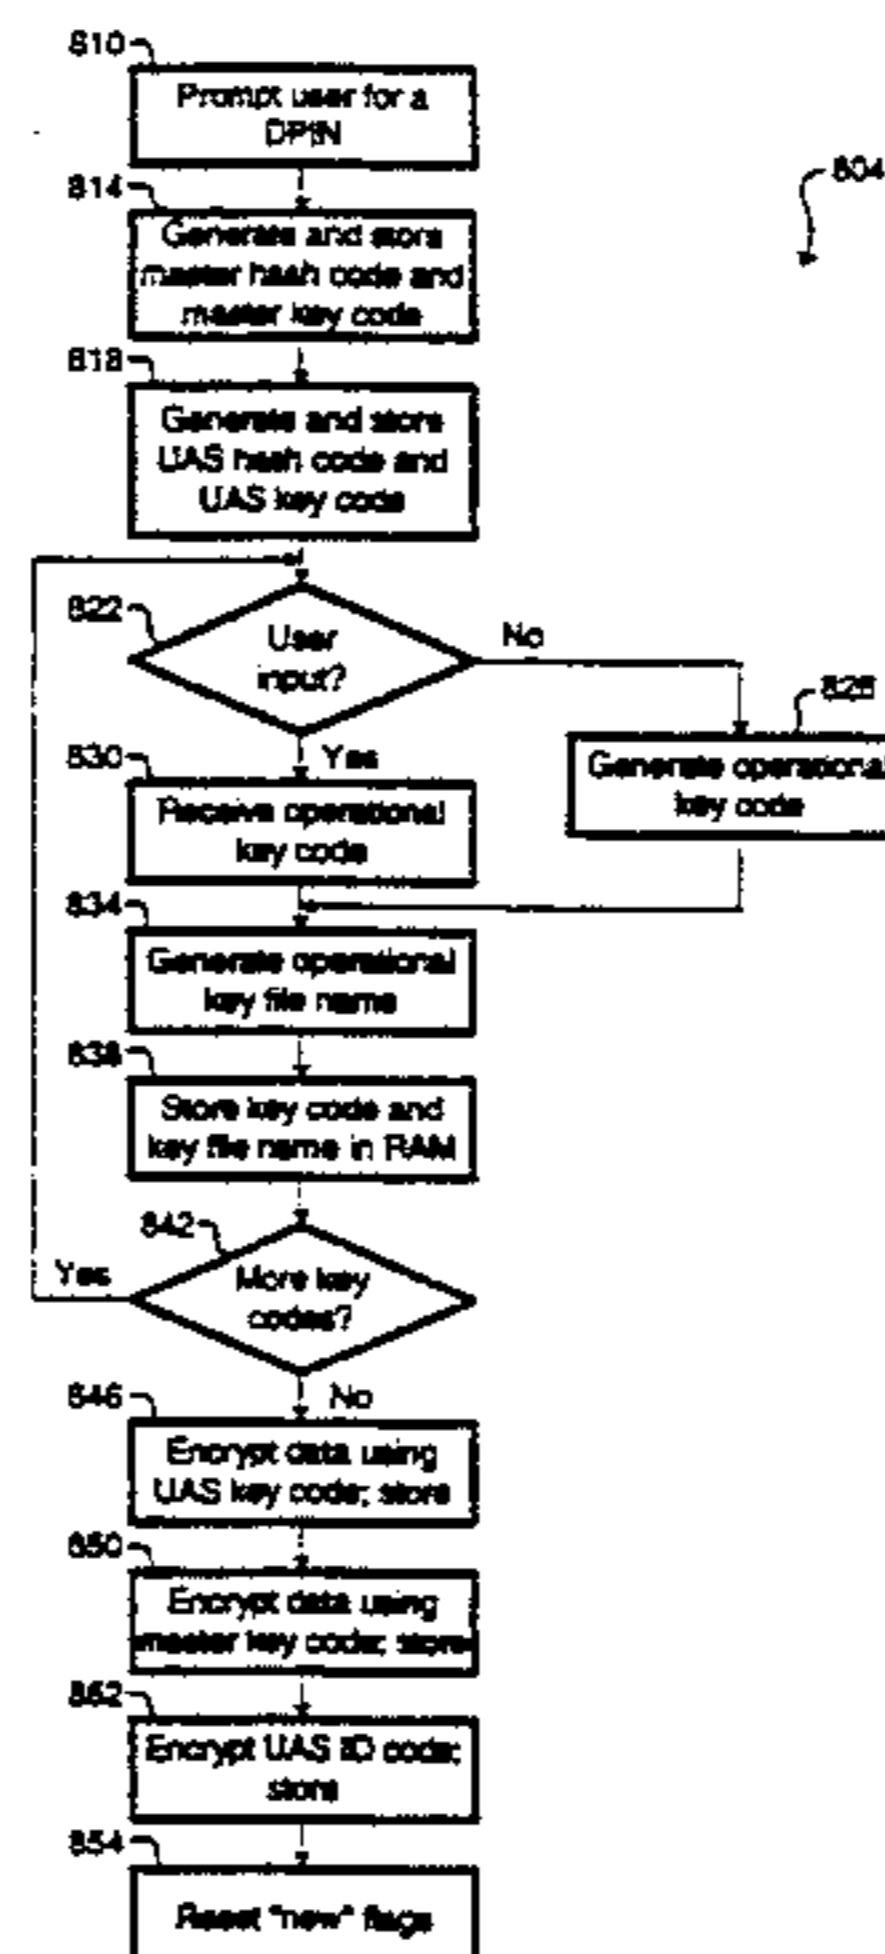 810
Prompt user for a
DPIN
804
814
Generate and store
master hash code and
master key code
818
Generate and store
UAS hash code and
UAS key code
822
User
input?
No
826
Generate operational
key code
830
Yes
Receive operational
key code
834
Generate operational
key file name
838
Store key code and
key file name in RAM
842
Yes
More key
codes?
846
No
Encrypt data using
UAS key code; store
850
Encrypt data using
master key code; store
852
Encrypt UAS ID code;
store
854
Reset "new" flags